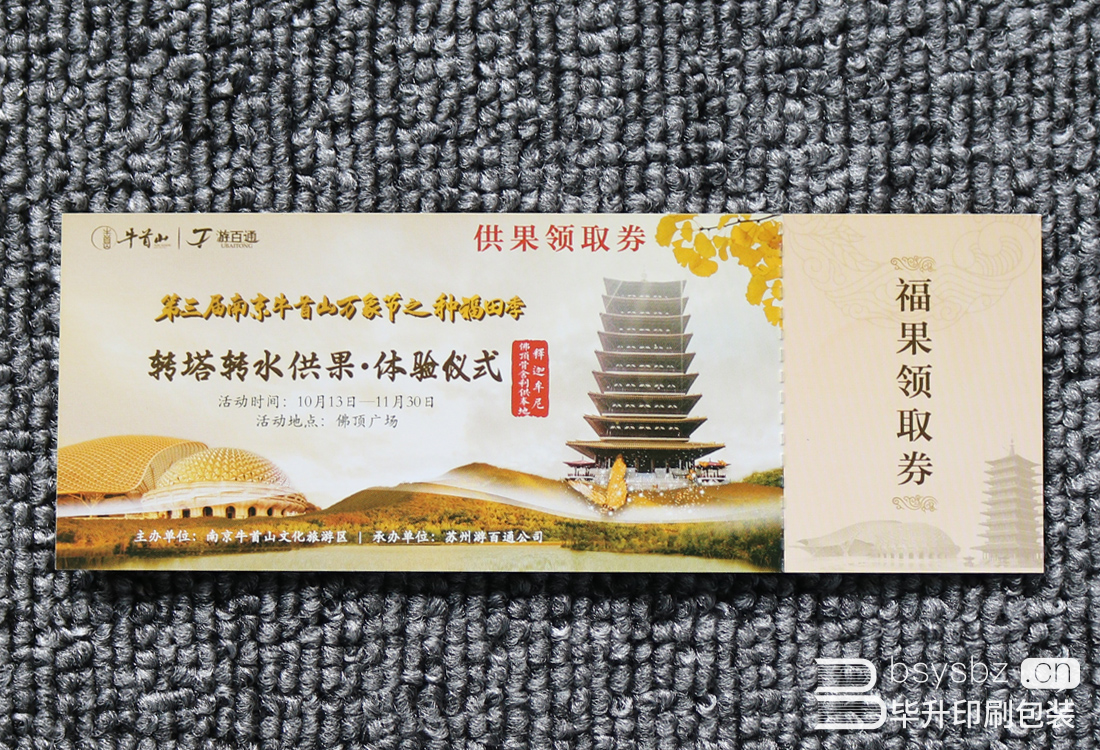 牛首山 | 游百通
UBAITONG
供果领取券
第三届南京牛首山万象节之种福四季
转塔转水供果·体验仪式
释迦牟尼
佛顶骨舍利供奉地
活动时间：10月13日—11月30日
活动地点：佛顶广场
主办单位：南京牛首山文化旅游区 | 承办单位：苏州游百通公司
福果领取券
bsysbz.cn
毕升印刷包装